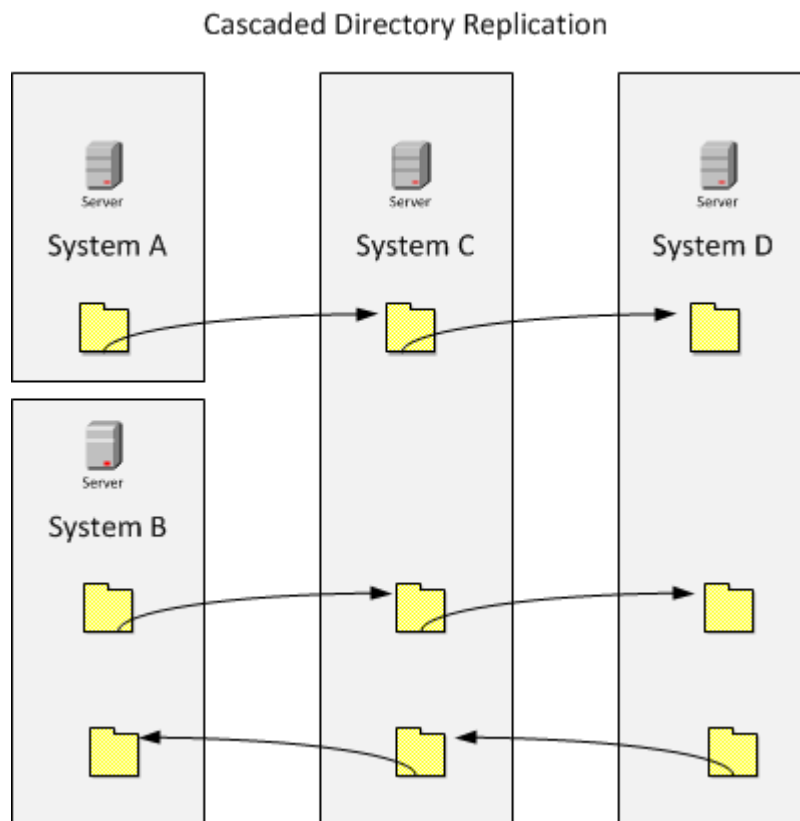 Cascaded Directory Replication
Server
System A
Server
System C
Server
System D
Server
System B